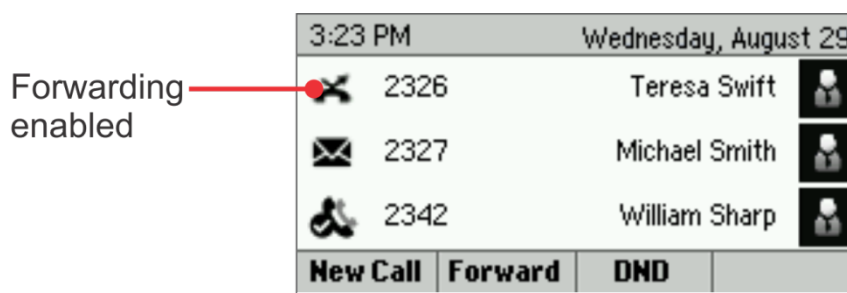 3:23 PM Wednesday, August 29
Forwarding enabled
2326 Teresa Swift
2327 Michael Smith
2342 William Sharp
New Call Forward DND